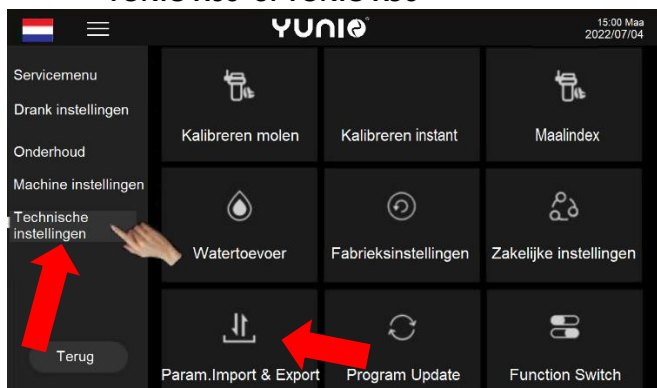 YUNIO
15:00 Maa
2022/07/04
Servicemenu
Drank instellingen
Onderhoud
Machine instellingen
Technische
instellingen
Terug
Kalibreren molen
Kalibreren instant
Maalindex
Watertoevoer
Fabrieksinstellingen
Zakelijke instellingen
Param.Import & Export
Program Update
Function Switch